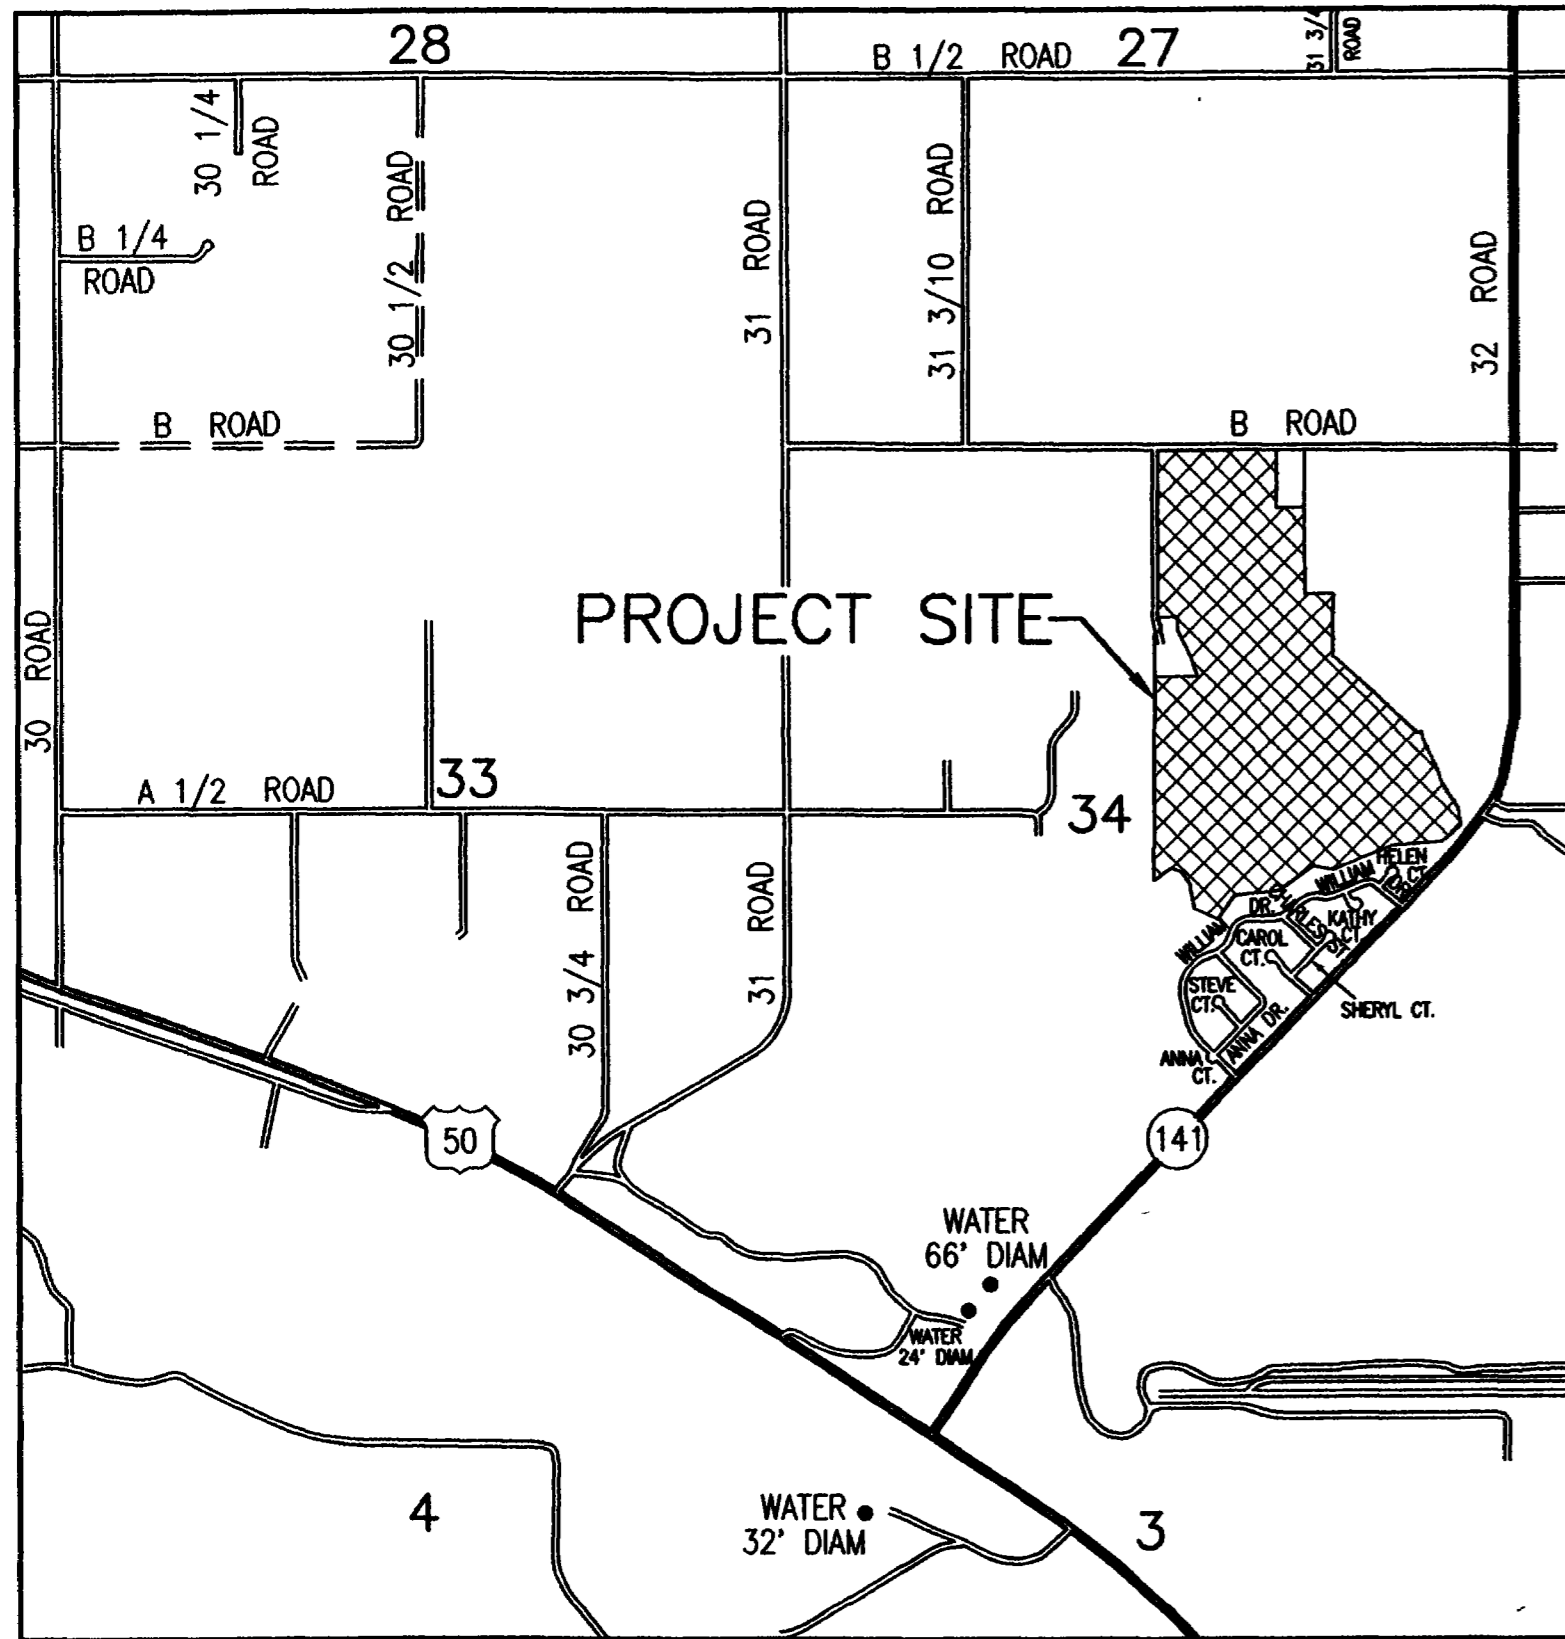 28
B 1/2 ROAD
27
31 3/4
ROAD
30 1/4
ROAD
30 1/2 ROAD
B 1/4
ROAD
31 ROAD
31 3/10 ROAD
32 ROAD
B ROAD
B ROAD
PROJECT SITE
30 ROAD
A 1/2 ROAD
33
34
30 3/4 ROAD
31 ROAD
HELEN
CT.
WILLIAM DR.
CHARLES ST.
KATHY
CT.
WILLIAM DR.
CAROL
CT.
STEVE
CT.
SHERYL CT.
ANNA DR.
ANNA
CT.
50
141
WATER
66' DIAM
WATER
24' DIAM
WATER
32' DIAM
4
3